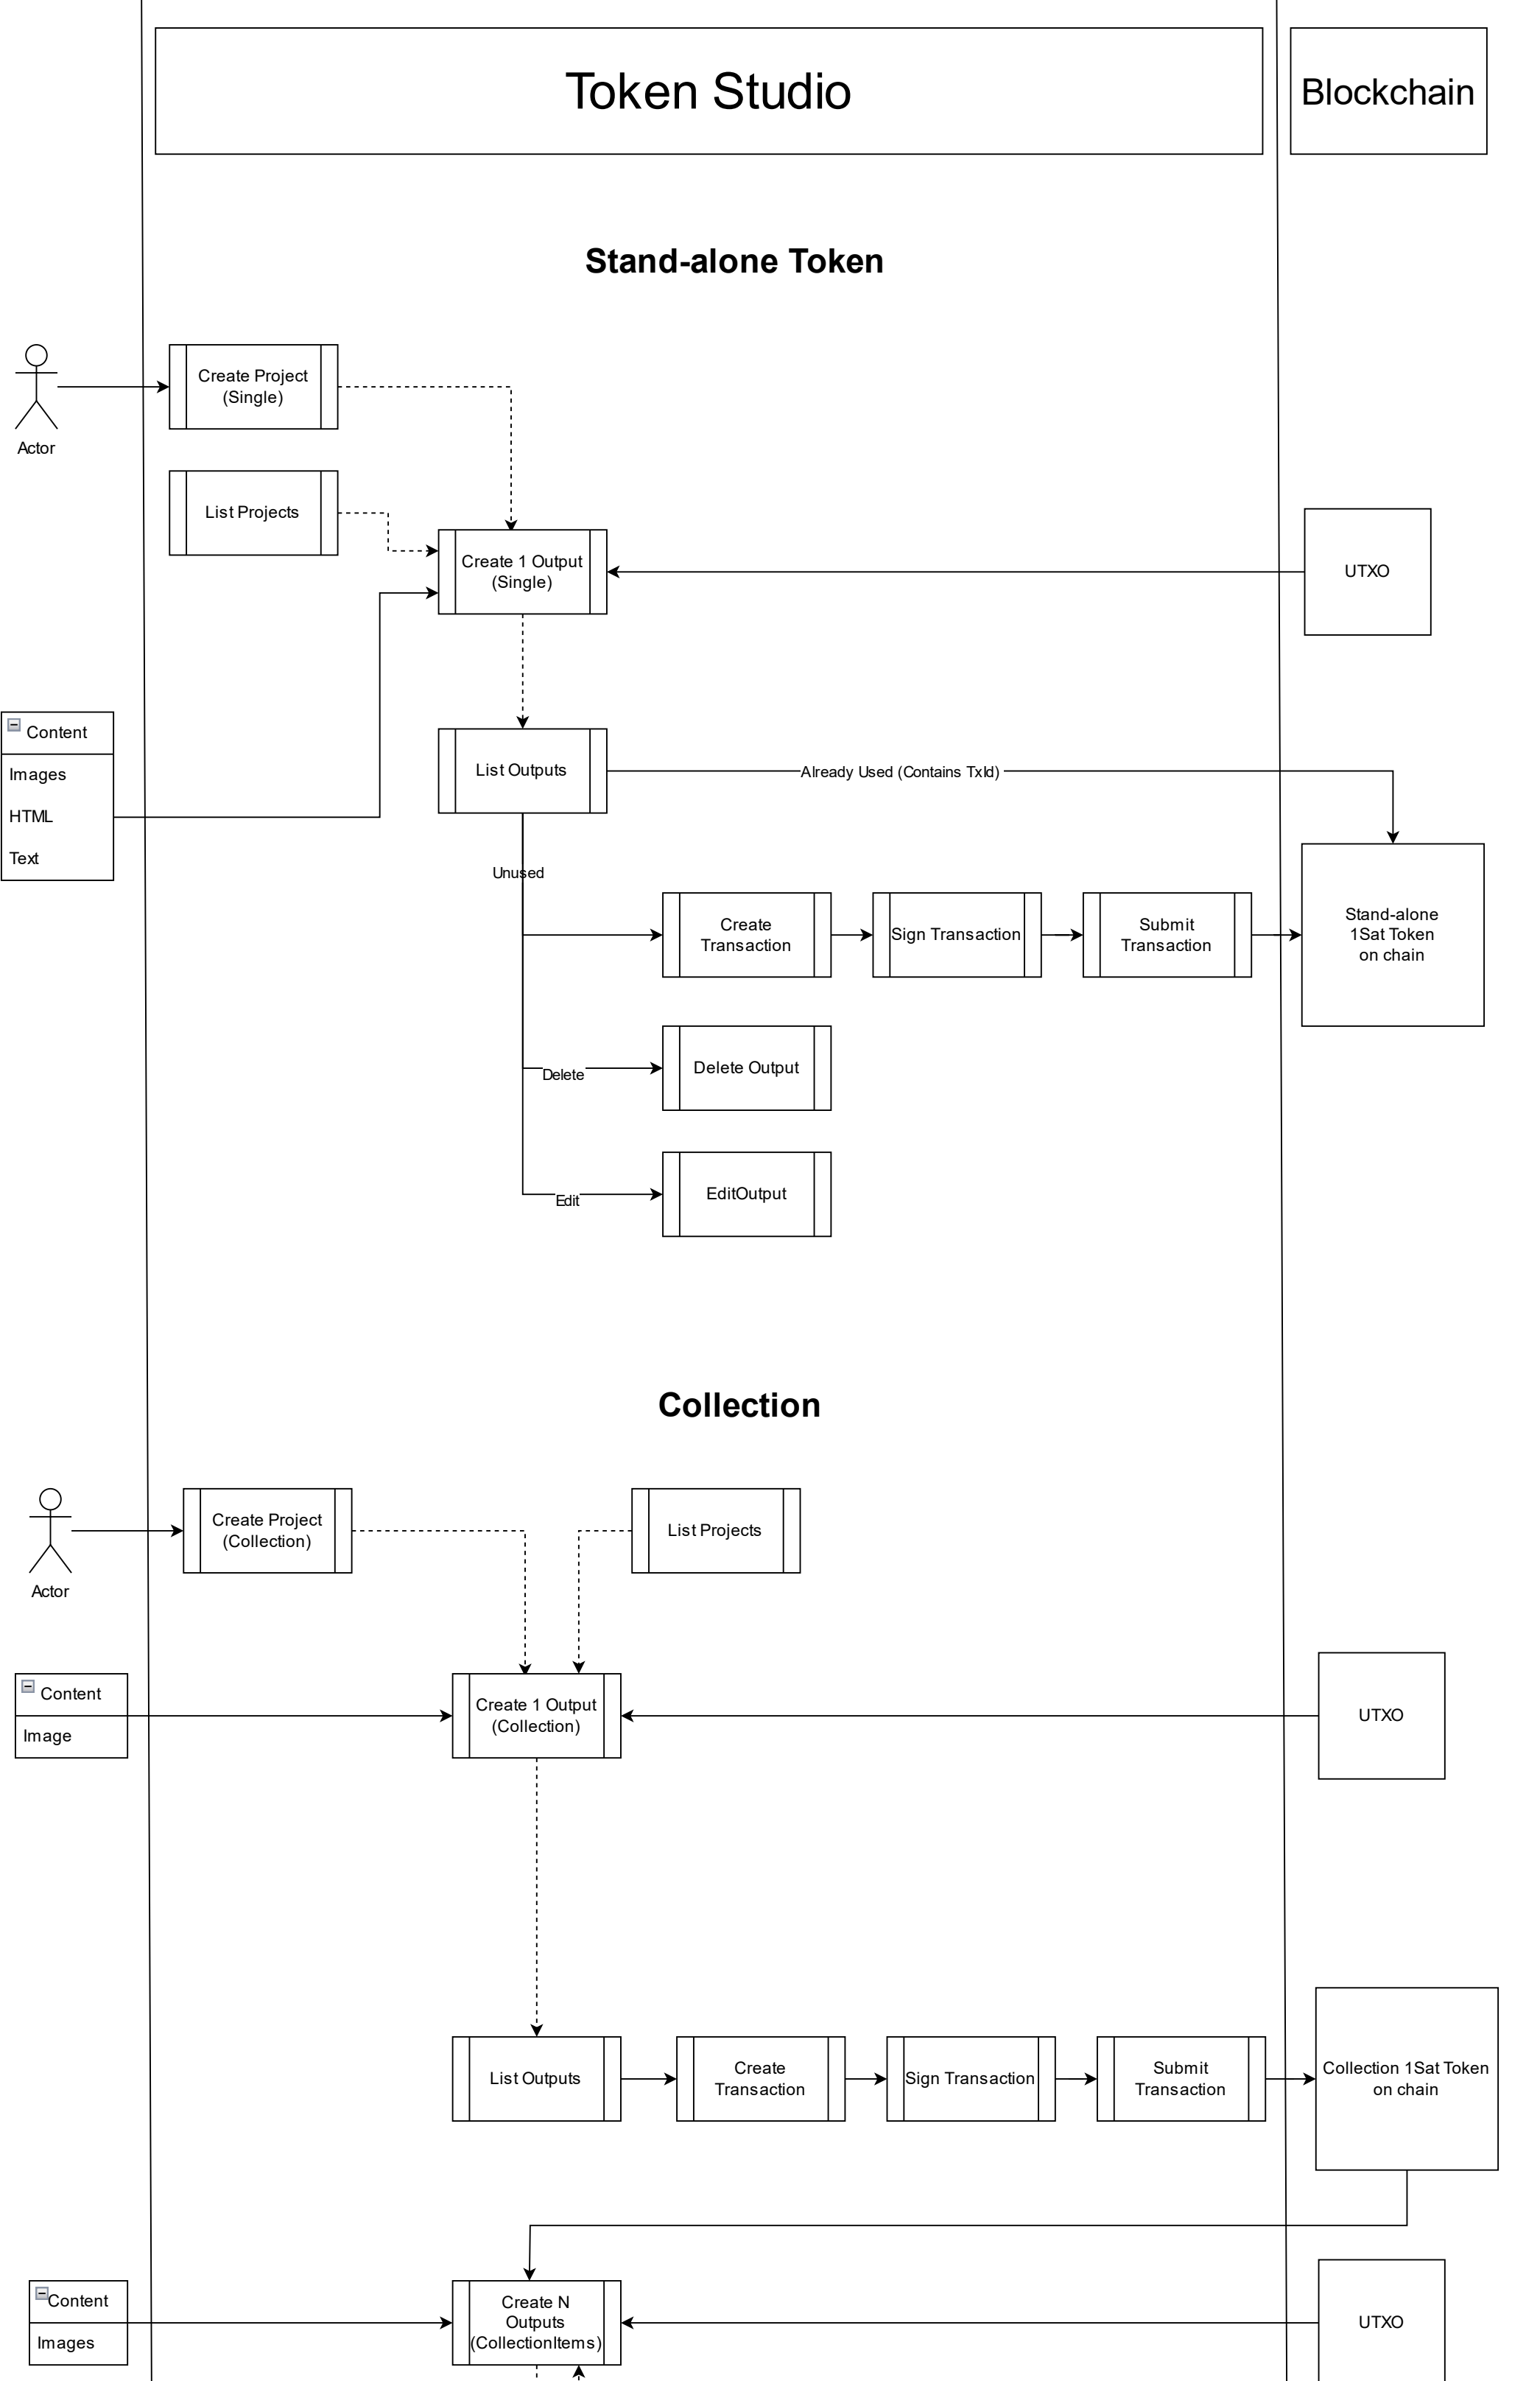 Token Studio
Blockchain
Stand-alone Token
Actor
Create Project
(Single)
List Projects
Create 1 Output
(Single)
UTXO
Content
Images
HTML
Text
List Outputs
Already Used (Contains TxId)
Unused
Create
Transaction
Sign Transaction
Submit
Transaction
Stand-alone
1Sat Token
on chain
Delete
Delete Output
Edit
EditOutput
Collection
Actor
Create Project
(Collection)
List Projects
Content
Image
Create 1 Output
(Collection)
UTXO
List Outputs
Create
Transaction
Sign Transaction
Submit
Transaction
Collection 1Sat Token
on chain
Content
Images
Create N
Outputs
(CollectionItems)
UTXO